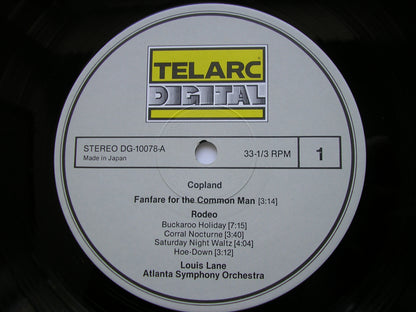 TELARC
DIGITAL
STEREO DG-10078-A
Made in Japan
33-1/3 RPM
1
Copland
Fanfare for the Common Man [3:14]
Rodeo
Buckaroo Holiday [7:15]
Corral Nocturne [3:40]
Saturday Night Waltz [4:04]
Hoe-Down [3:12]
Louis Lane
Atlanta Symphony Orchestra